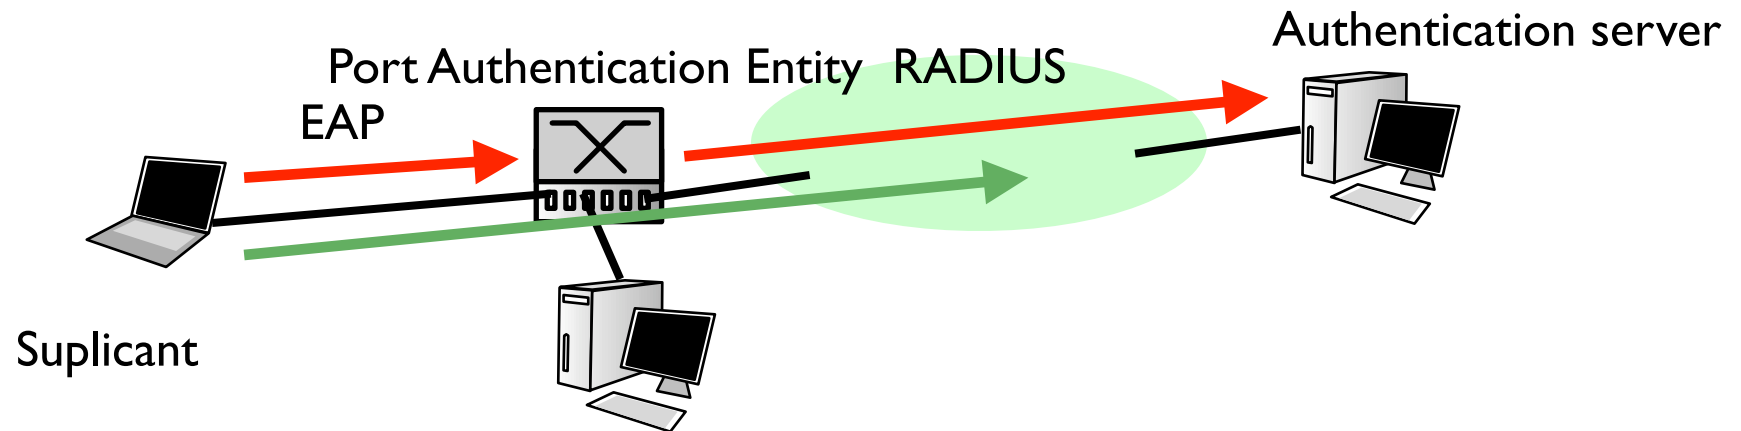 Authentication server
Port Authentication Entity RADIUS
EAP
Suplicant